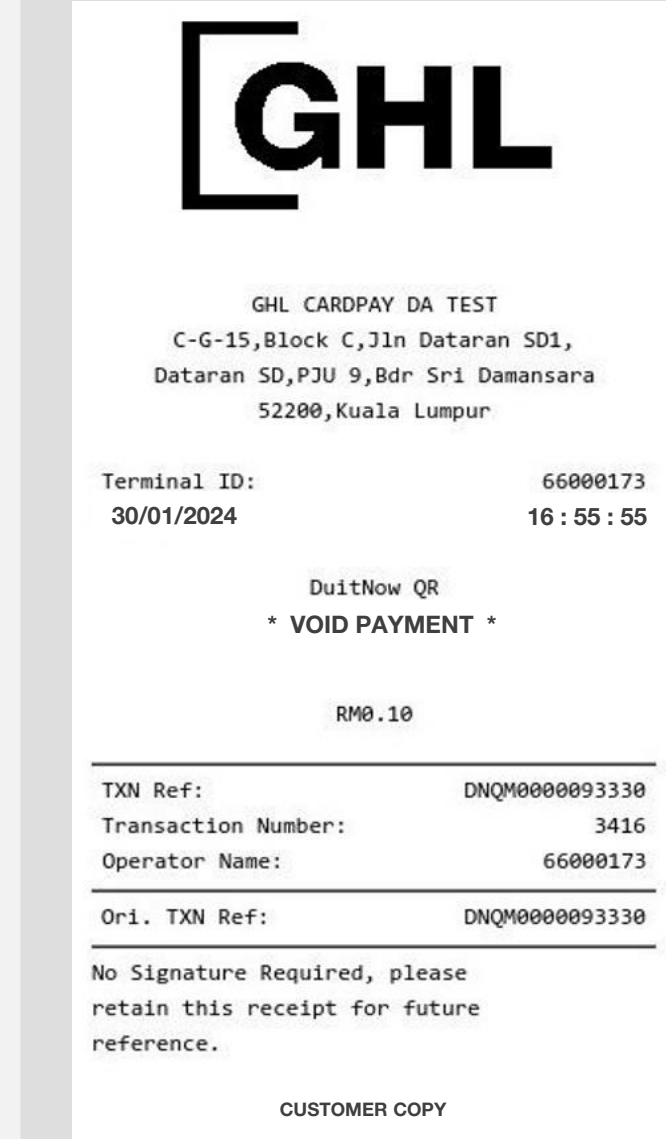 GHL
GHL CARDPAY DA TEST
C-G-15,Block C,Jln Dataran SD1,
Dataran SD,PJU 9,Bdr Sri Damansara
52200,Kuala Lumpur
Terminal ID: 66000173
30/01/2024 16 : 55 : 55
DuitNow QR
* VOID PAYMENT *
RM0.10
TXN Ref: DNQM0000093330
Transaction Number: 3416
Operator Name: 66000173
Ori. TXN Ref: DNQM0000093330
No Signature Required, please
retain this receipt for future
reference.
CUSTOMER COPY